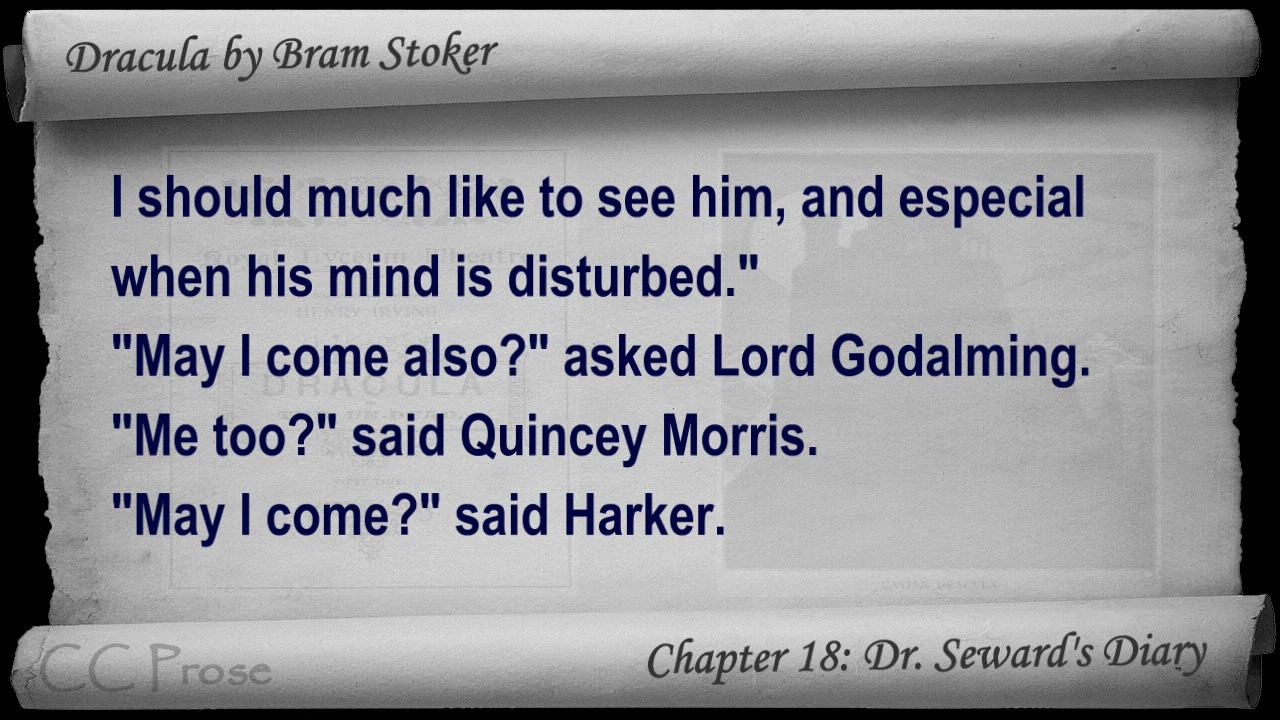 Dracula by Bram Stoker
I should much like to see him, and especial
when his mind is disturbed."
"May I come also?" asked Lord Godalming.
"Me too?" said Quincey Morris.
"May I come?" said Harker.
CC Prose
Chapter 18: Dr. Seward's Diary